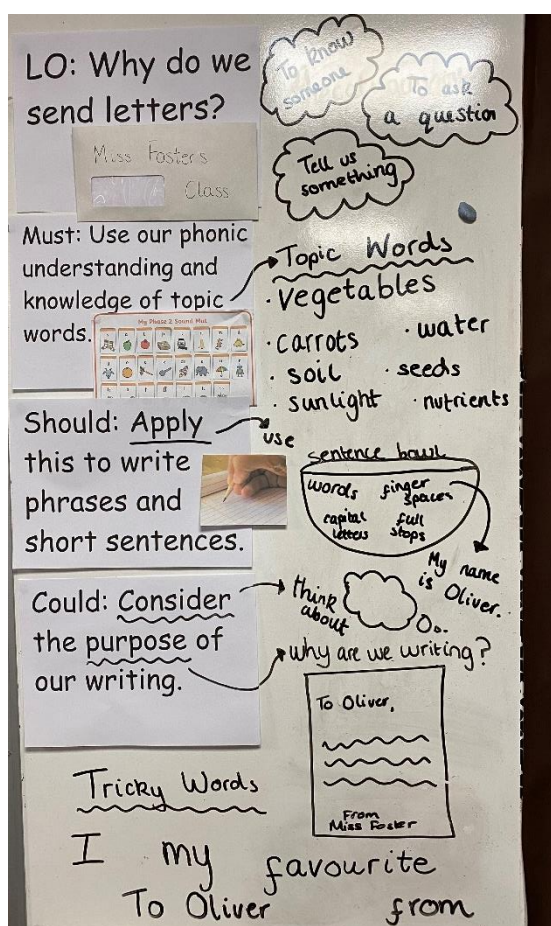 LO: Why do we
send letters?
Miss Fosters
Class
To know
someone
To ask
a question
Tell us
something
Must: Use our phonic
understanding and
knowledge of topic
words.
My Phase 2 Sound Mat
Topic Words
· vegetables
· carrots
· water
· soil
· seeds
· sunlight
· nutrients
Should: Apply
this to write
phrases and
short sentences.
use
sentence bowl
words
finger
spaces
capital
letters
full
stops
My name
is Oliver.
Could: Consider
the purpose of
our writing.
think
about
why are we writing?
To Oliver,
From
Miss Foster
Tricky Words
I my favourite
To Oliver from